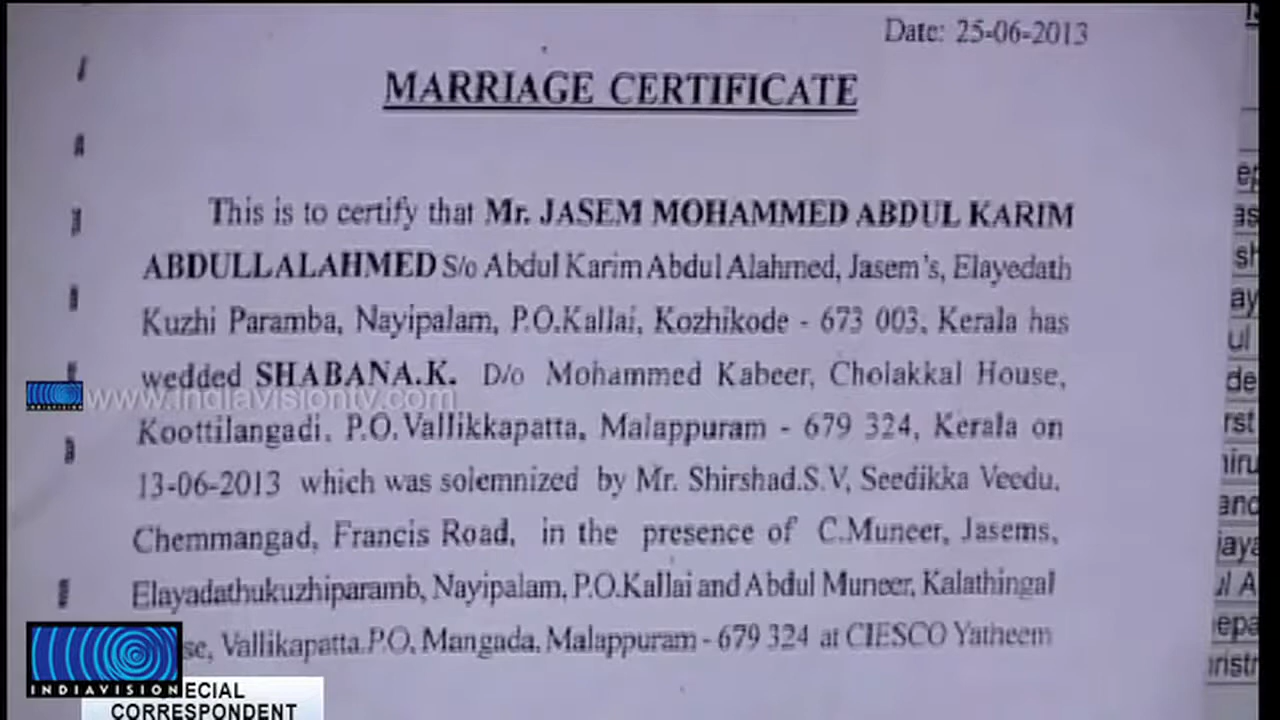 Date: 25-06-2013
MARRIAGE CERTIFICATE
This is to certify that Mr. JASEM MOHAMMED ABDUL KARIM
ABDULLALAHMED S/o Abdul Karim Abdul Alahmed, Jasem's, Elayedath
Kuzhi Paramba, Nayipalam, P.O.Kallai, Kozhikode - 673 003, Kerala has
wedded SHABANA.K. D/o Mohammed Kabeer, Cholakkal House,
www.indiavisiontv.com
Koottilangadi, P.O.Vallikkapatta, Malappuram - 679 324, Kerala on
13-06-2013 which was solemnized by Mr. Shirshad.S.V, Seedikka Veedu,
Chemmangad, Francis Road, in the presence of C.Muneer, Jasems,
Elayadathukuzhiparamb, Nayipalam, P.O.Kallai and Abdul Muneer, Kalathingal
Vallikapatta.P.O, Mangada, Malappuram - 679 324 at CIESCO Yatheem
INDIAVISION
CORRESPONDENT